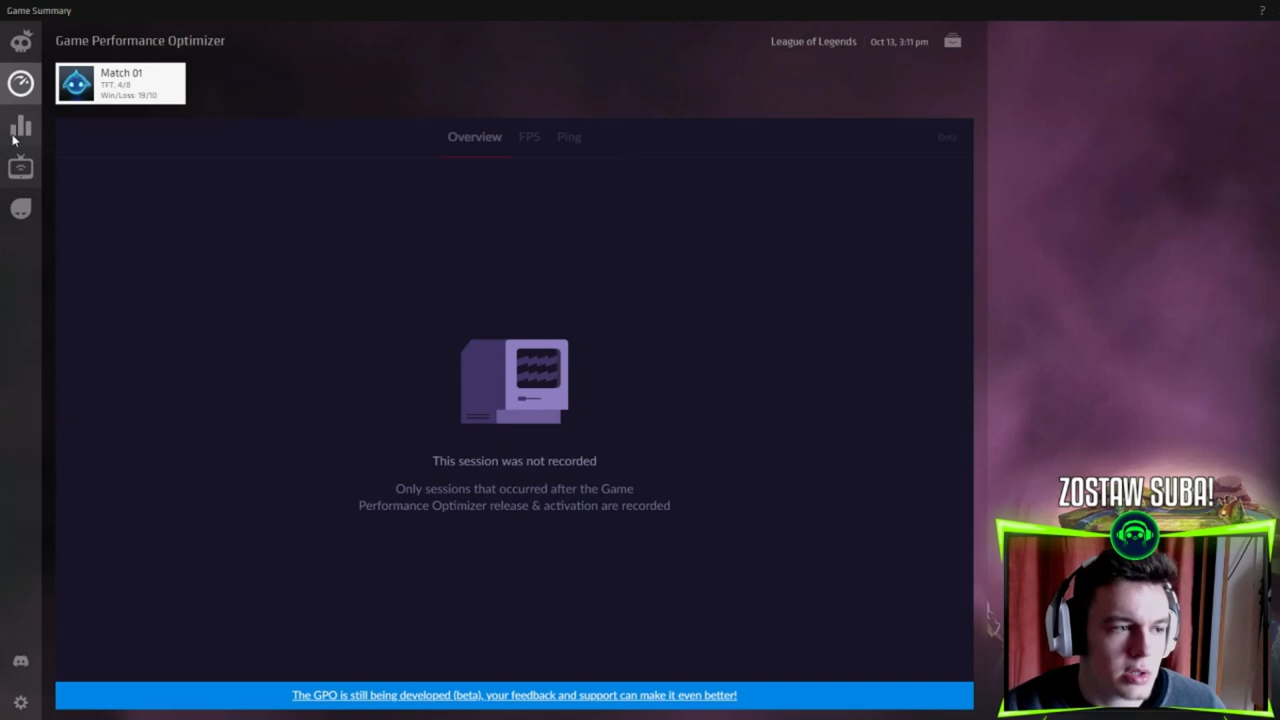 Game Summary
?
Game Performance Optimizer
League of Legends
Oct 13, 3:11 pm
Match 01
TFT, 4/8
Win/Loss: 19/10
Overview
FPS
Ping
Beta
This session was not recorded
Only sessions that occurred after the Game
Performance Optimizer release & activation are recorded
ZOSTAW SUBA!
The GPO is still being developed (beta), your feedback and support can make it even better!